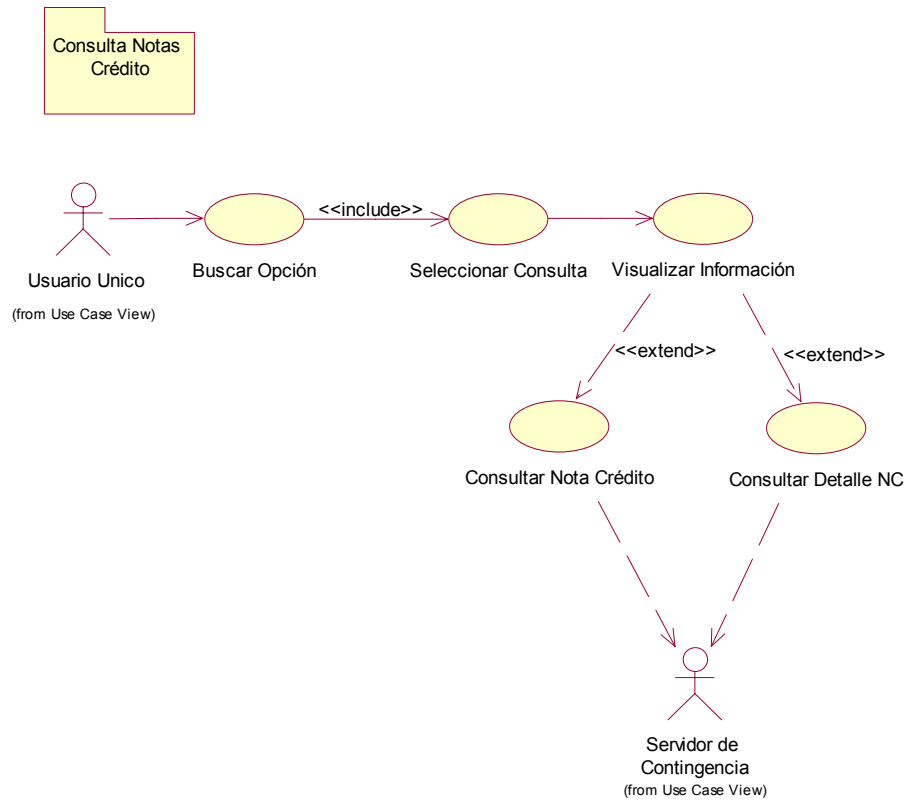 Consulta Notas
Crédito
<<include>>
Usuario Unico
(from Use Case View)
Buscar Opción
Seleccionar Consulta
Visualizar Información
<<extend>>
<<extend>>
Consultar Nota Crédito
Consultar Detalle NC
Servidor de
Contingencia
(from Use Case View)